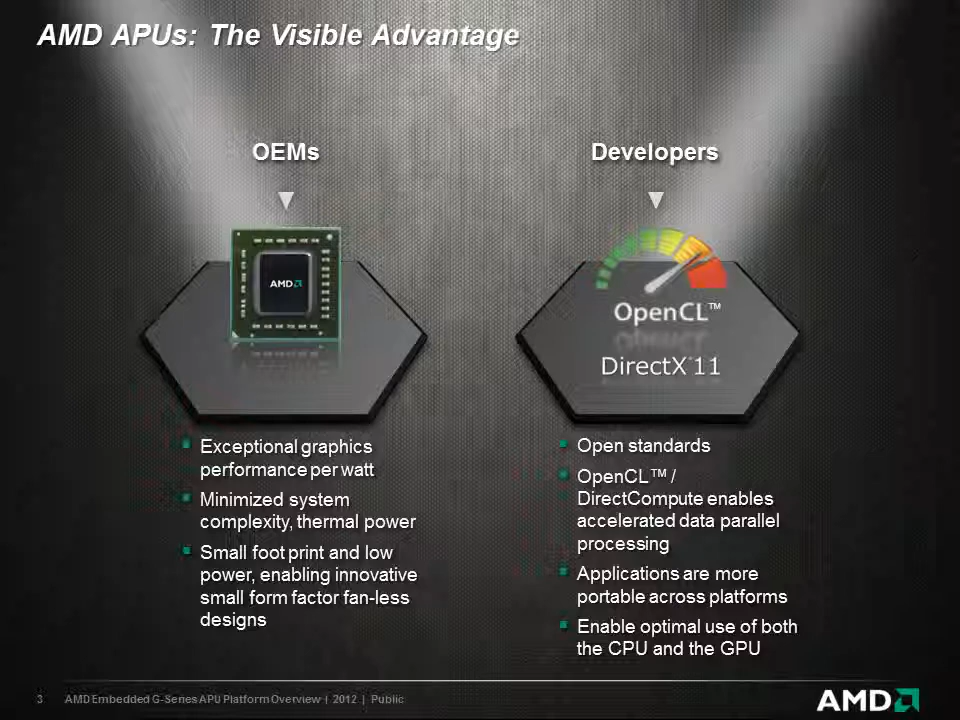 AMD APUs: The Visible Advantage
OEMs
AMD
Exceptional graphics
performance per watt
Minimized system
complexity, thermal power
Small foot print and low
power, enabling innovative
small form factor fan-less
designs
Developers
OpenCL™
DirectX®11
Open standards
OpenCL™ /
DirectCompute enables
accelerated data parallel
processing
Applications are more
portable across platforms
Enable optimal use of both
the CPU and the GPU
3 AMD Embedded G-Series APU Platform Overview | 2012 | Public
AMD